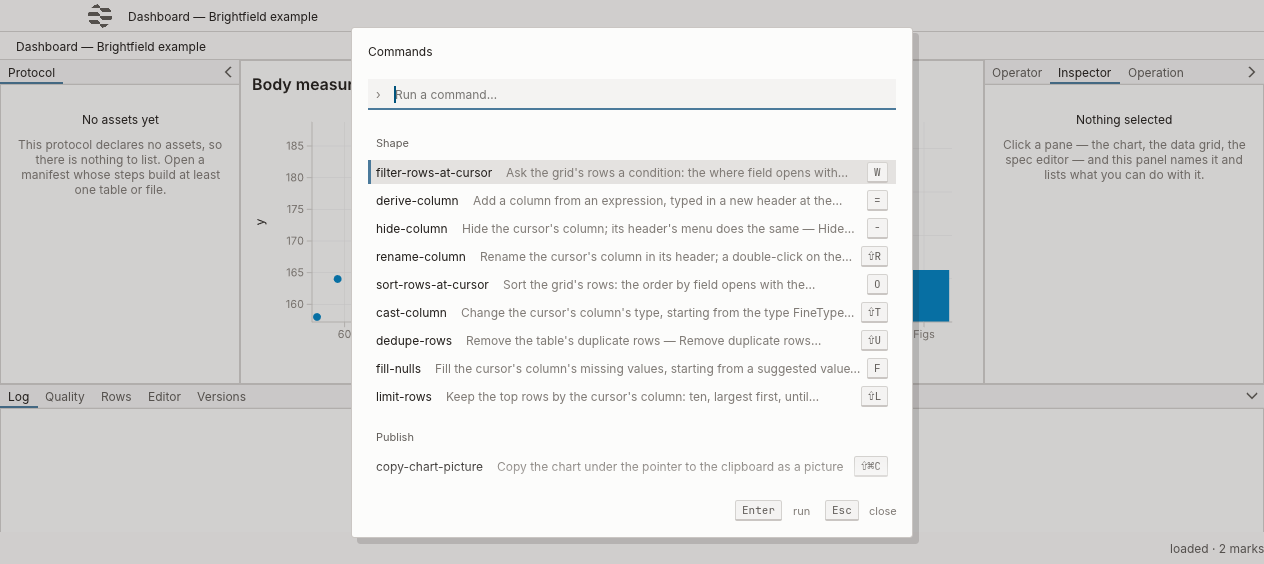 Dashboard — Brightfield example
Dashboard — Brightfield example
Protocol
No assets yet
This protocol declares no assets, so
there is nothing to list. Open a
manifest whose steps build at least
one table or file.
Body measur
185
180
175
170
165
160
y
60
Figs
Commands
› Run a command...
Shape
filter-rows-at-cursor Ask the grid's rows a condition: the where field opens with... W
derive-column Add a column from an expression, typed in a new header at the... =
hide-column Hide the cursor's column; its header's menu does the same — Hide... -
rename-column Rename the cursor's column in its header; a double-click on the... ⇧R
sort-rows-at-cursor Sort the grid's rows: the order by field opens with the... O
cast-column Change the cursor's column's type, starting from the type FineType... ⇧T
dedupe-rows Remove the table's duplicate rows — Remove duplicate rows... ⇧U
fill-nulls Fill the cursor's column's missing values, starting from a suggested value... F
limit-rows Keep the top rows by the cursor's column: ten, largest first, until... ⇧L
Publish
copy-chart-picture Copy the chart under the pointer to the clipboard as a picture ⇧⌘C
Enter run Esc close
Operator Inspector Operation
Nothing selected
Click a pane — the chart, the data grid, the
spec editor — and this panel names it and
lists what you can do with it.
Log Quality Rows Editor Versions
loaded · 2 marks